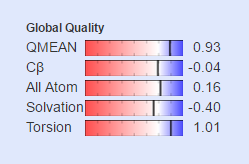 Global Quality
QMEAN 0.93
Cβ -0.04
All Atom 0.16
Solvation -0.40
Torsion 1.01